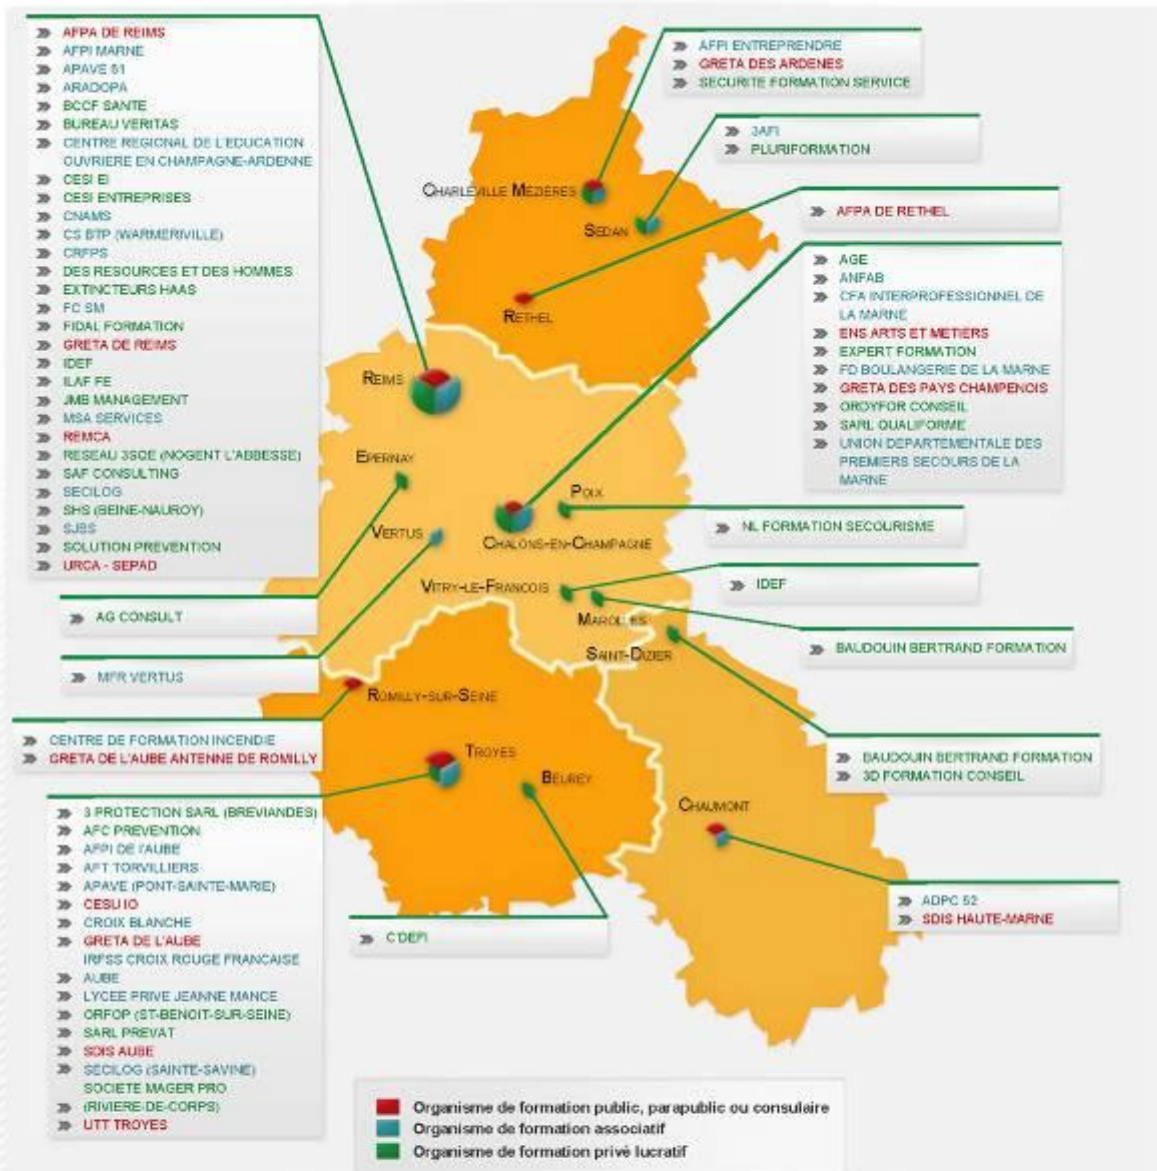 AFPA DE REIMS
AFPI MARNE
APAVE 51
ARADOPA
BCCF SANTE
BUREAU VERITAS
CENTRE REGIONAL DE L'EDUCATION
OUVRIERE EN CHAMPAGNE-ARDENNE
CESI EI
CESI ENTREPRISES
CNAMS
CS BTP (WARMERIVILLE)
CRFPS
DES RESOURCES ET DES HOMMES
EXTINCTEURS HAAS
FC SM
FIDAL FORMATION
GRETA DE REIMS
IDEF
ILAF FE
JMB MANAGEMENT
MSA SERVICES
REMCA
RESEAU 3SQE (NOGENT L'ABBESSE)
SAF CONSULTING
SECILOG
SHS (BEINE-NAUROY)
SJBS
SOLUTION PREVENTION
URCA - SEPAD
AG CONSULT
MFR VERTUS
CENTRE DE FORMATION INCENDIE
GRETA DE L'AUBE ANTENNE DE ROMILLY
3 PROTECTION SARL (BREVIANDES)
AFC PREVENTION
AFPI DE l'AUBE
AFT TORVILLIERS
APAVE (PONT-SAINTE-MARIE)
CESU IO
CROIX BLANCHE
GRETA DE L'AUBE
IRFSS CROIX ROUGE FRANCAISE
AUBE
LYCEE PRIVE JEANNE MANCE
ORFOP (ST-BENOIT-SUR-SEINE)
SARL PREVAT
SDIS AUBE
SECILOG (SAINTE-SAVINE)
SOCIETE MAGER PRO
(RIVIERE-DE-CORPS)
UTT TROYES
AFPI ENTREPRENDRE
GRETA DES ARDENES
SECURITE FORMATION SERVICE
3AFI
PLURIFORMATION
AFPA DE RETHEL
AGE
ANFAB
CFA INTERPROFESSIONNEL DE
LA MARNE
ENS ARTS ET METIERS
EXPERT FORMATION
FD BOULANGERIE DE LA MARNE
GRETA DES PAYS CHAMPENOIS
ORDYFOR CONSEIL
SARL QUALIFORME
UNION DEPARTEMENTALE DES
PREMIERS SECOURS DE LA
MARNE
NL FORMATION SECOURISME
IDEF
BAUDOUIN BERTRAND FORMATION
BAUDOUIN BERTRAND FORMATION
3D FORMATION CONSEIL
ADPC 52
SDIS HAUTE-MARNE
C'DEFI
CHARLEVILLE MÉZIÈRES
SEDAN
RETHEL
REIMS
EPERNAY
POIX
VERTUS
CHALONS-EN-CHAMPAGNE
VITRY-LE-FRANCOIS
MAROLLES
SAINT-DIZIER
ROMILLY-SUR-SEINE
TROYES
BEUREY
CHAUMONT
Organisme de formation public, parapublic ou consulaire
Organisme de formation associatif
Organisme de formation privé lucratif